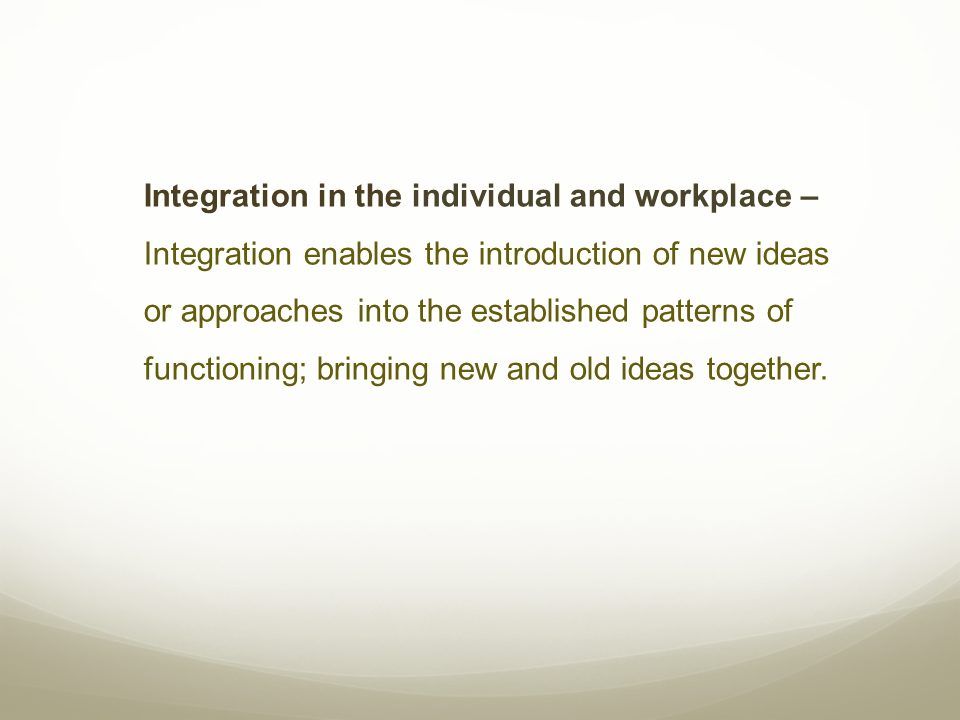 Integration in the individual and workplace –
Integration enables the introduction of new ideas
or approaches into the established patterns of
functioning; bringing new and old ideas together.